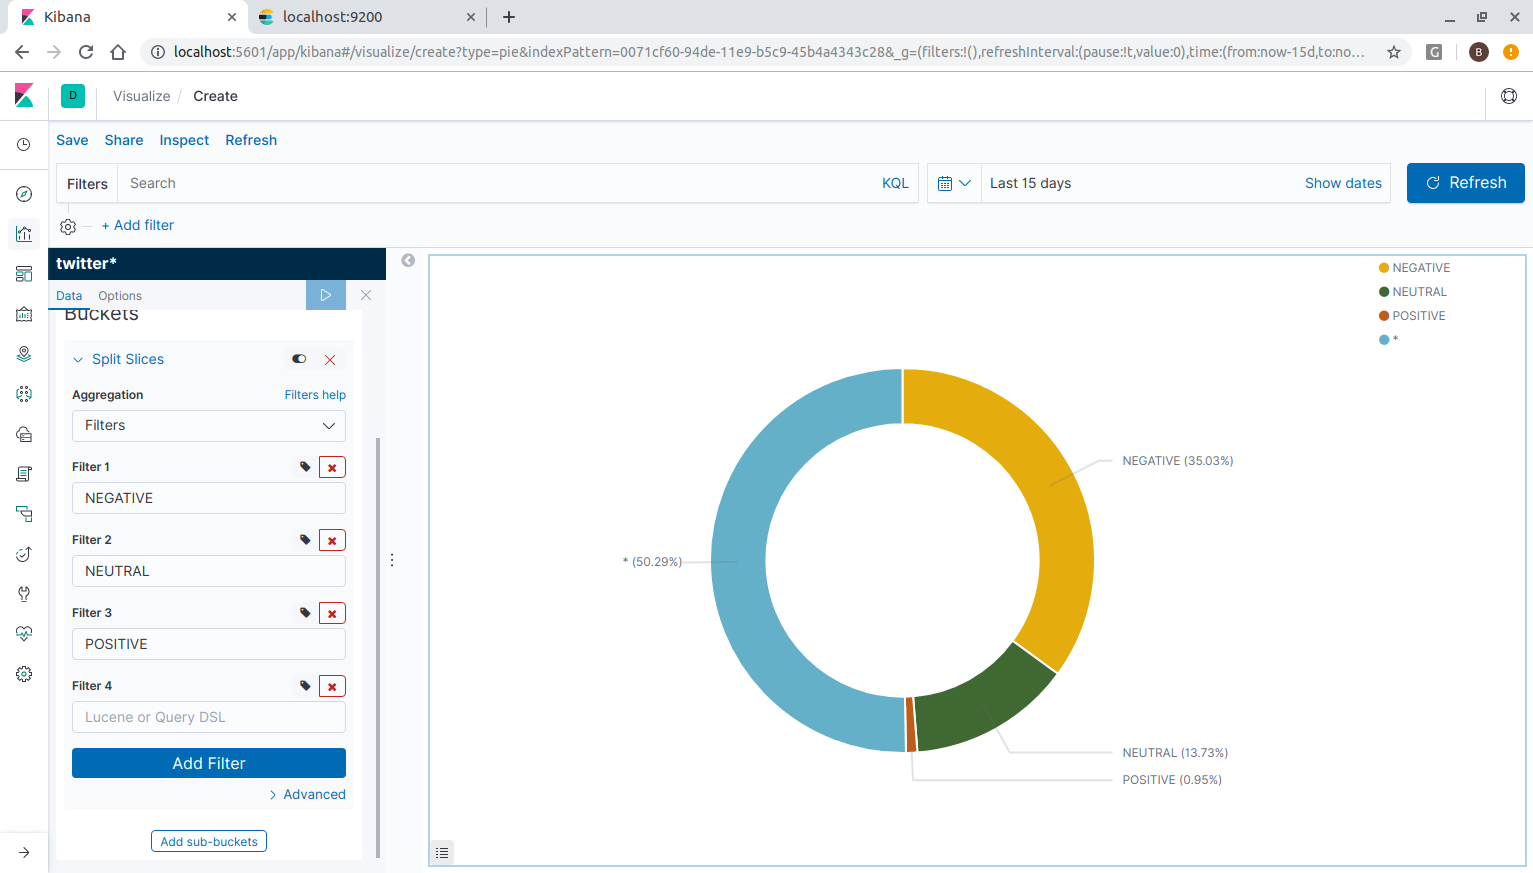 Kibana
localhost:9200
localhost:5601/app/kibana#/visualize/create?type=pie&indexPattern=0071cf60-94de-11e9-b5c9-45b4a4343c28&_g=(filters:!(),refreshInterval:(pause:!t,value:0),time:(from:now-15d,to:no...
G
B
D
Visualize / Create
Save Share Inspect Refresh
Filters Search KQL Last 15 days Show dates Refresh
+ Add filter
twitter*
Data Options
Buckets
Split Slices
Aggregation Filters help
Filters
Filter 1
NEGATIVE
Filter 2
NEUTRAL
Filter 3
POSITIVE
Filter 4
Lucene or Query DSL
Add Filter
Advanced
Add sub-buckets
NEGATIVE
NEUTRAL
POSITIVE
*
NEGATIVE (35.03%)
* (50.29%)
NEUTRAL (13.73%)
POSITIVE (0.95%)